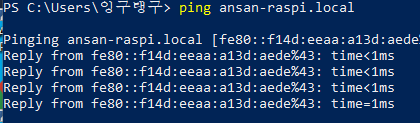 PS C:\Users\잉구탱구> ping ansan-raspi.local
Pinging ansan-raspi.local [fe80::f14d:eeaa:a13d:aede%43
Reply from fe80::f14d:eeaa:a13d:aede%43: time<1ms
Reply from fe80::f14d:eeaa:a13d:aede%43: time<1ms
Reply from fe80::f14d:eeaa:a13d:aede%43: time<1ms
Reply from fe80::f14d:eeaa:a13d:aede%43: time=1ms